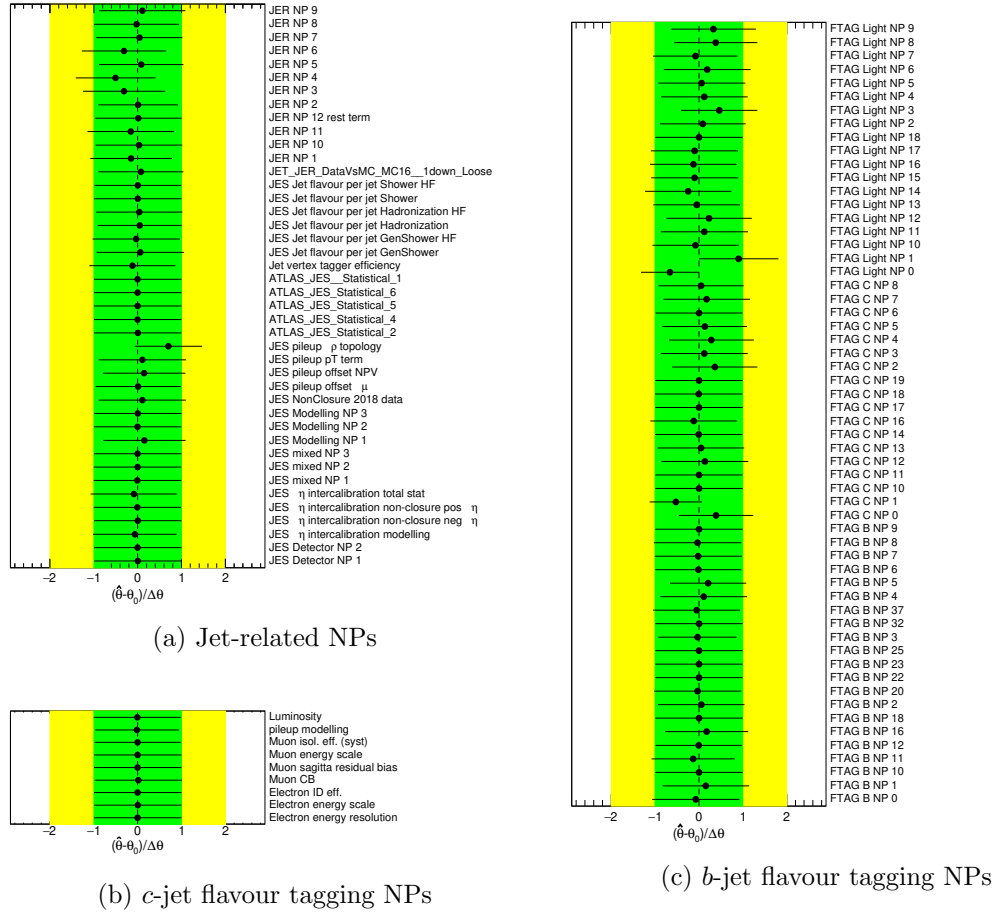 JER NP 9
JER NP 8
JER NP 7
JER NP 6
JER NP 5
JER NP 4
JER NP 3
JER NP 2
JER NP 12 rest term
JER NP 11
JER NP 10
JER NP 1
JET_JER_DataVsMC_MC16__1down_Loose
JES Jet flavour per jet Shower HF
JES Jet flavour per jet Shower
JES Jet flavour per jet Hadronization HF
JES Jet flavour per jet Hadronization
JES Jet flavour per jet GenShower HF
JES Jet flavour per jet GenShower
Jet vertex tagger efficiency
ATLAS_JES__Statistical_1
ATLAS_JES_Statistical_6
ATLAS_JES_Statistical_5
ATLAS_JES_Statistical_4
ATLAS_JES_Statistical_2
JES pileup ρ topology
JES pileup pT term
JES pileup offset NPV
JES pileup offset μ
JES NonClosure 2018 data
JES Modelling NP 3
JES Modelling NP 2
JES Modelling NP 1
JES mixed NP 3
JES mixed NP 2
JES mixed NP 1
JES η intercalibration total stat
JES η intercalibration non-closure pos η
JES η intercalibration non-closure neg η
JES η intercalibration modelling
JES Detector NP 2
JES Detector NP 1
−2 −1 0 1 2
(θ̂-θ₀)/Δθ
(a) Jet-related NPs
Luminosity
pileup modelling
Muon isol. eff. (syst)
Muon energy scale
Muon sagitta residual bias
Muon CB
Electron ID eff.
Electron energy scale
Electron energy resolution
−2 −1 0 1 2
(θ̂-θ₀)/Δθ
(b) c-jet flavour tagging NPs
FTAG Light NP 9
FTAG Light NP 8
FTAG Light NP 7
FTAG Light NP 6
FTAG Light NP 5
FTAG Light NP 4
FTAG Light NP 3
FTAG Light NP 2
FTAG Light NP 18
FTAG Light NP 17
FTAG Light NP 16
FTAG Light NP 15
FTAG Light NP 14
FTAG Light NP 13
FTAG Light NP 12
FTAG Light NP 11
FTAG Light NP 10
FTAG Light NP 1
FTAG Light NP 0
FTAG C NP 8
FTAG C NP 7
FTAG C NP 6
FTAG C NP 5
FTAG C NP 4
FTAG C NP 3
FTAG C NP 2
FTAG C NP 19
FTAG C NP 18
FTAG C NP 17
FTAG C NP 16
FTAG C NP 14
FTAG C NP 13
FTAG C NP 12
FTAG C NP 11
FTAG C NP 10
FTAG C NP 1
FTAG C NP 0
FTAG B NP 9
FTAG B NP 8
FTAG B NP 7
FTAG B NP 6
FTAG B NP 5
FTAG B NP 4
FTAG B NP 37
FTAG B NP 32
FTAG B NP 3
FTAG B NP 25
FTAG B NP 23
FTAG B NP 22
FTAG B NP 20
FTAG B NP 2
FTAG B NP 18
FTAG B NP 16
FTAG B NP 12
FTAG B NP 11
FTAG B NP 10
FTAG B NP 1
FTAG B NP 0
−2 −1 0 1 2
(θ̂-θ₀)/Δθ
(c) b-jet flavour tagging NPs